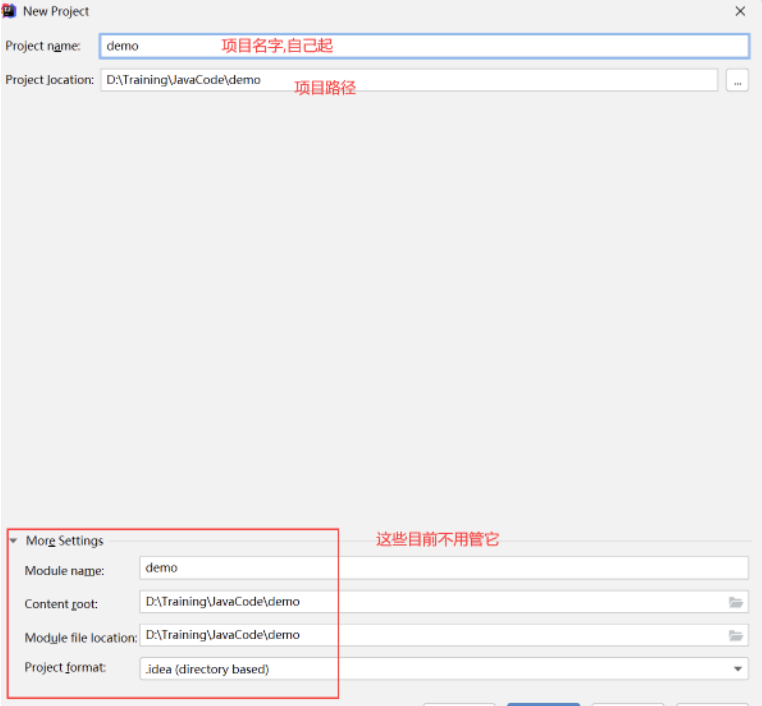 New Project
Project name: demo 项目名字,自己起
Project location: D:\Training\JavaCode\demo ...
项目路径
More Settings 这些目前不用管它
Module name: demo
Content root: D:\Training\JavaCode\demo
Module file location: D:\Training\JavaCode\demo
Project format: .idea (directory based)